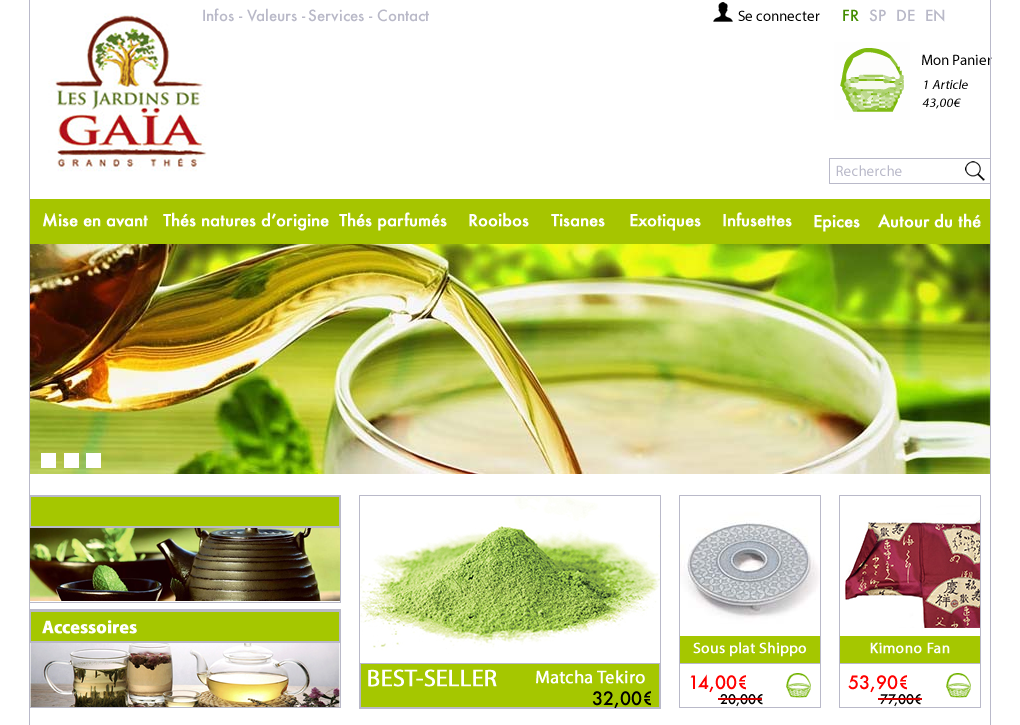 Infos - Valeurs - Services - Contact
Se connecter
FR SP DE EN
LES JARDINS DE
GAÏA
GRANDS THÉS
Mon Panier
1 Article
43,00€
Recherche
Mise en avant Thés natures d'origine Thés parfumés Rooibos Tisanes Exotiques Infusettes Epices Autour du thé
Accessoires
BEST-SELLER Matcha Tekiro
32,00€
Sous plat Shippo
14,00€
20,00€
Kimono Fan
53,90€
77,00€